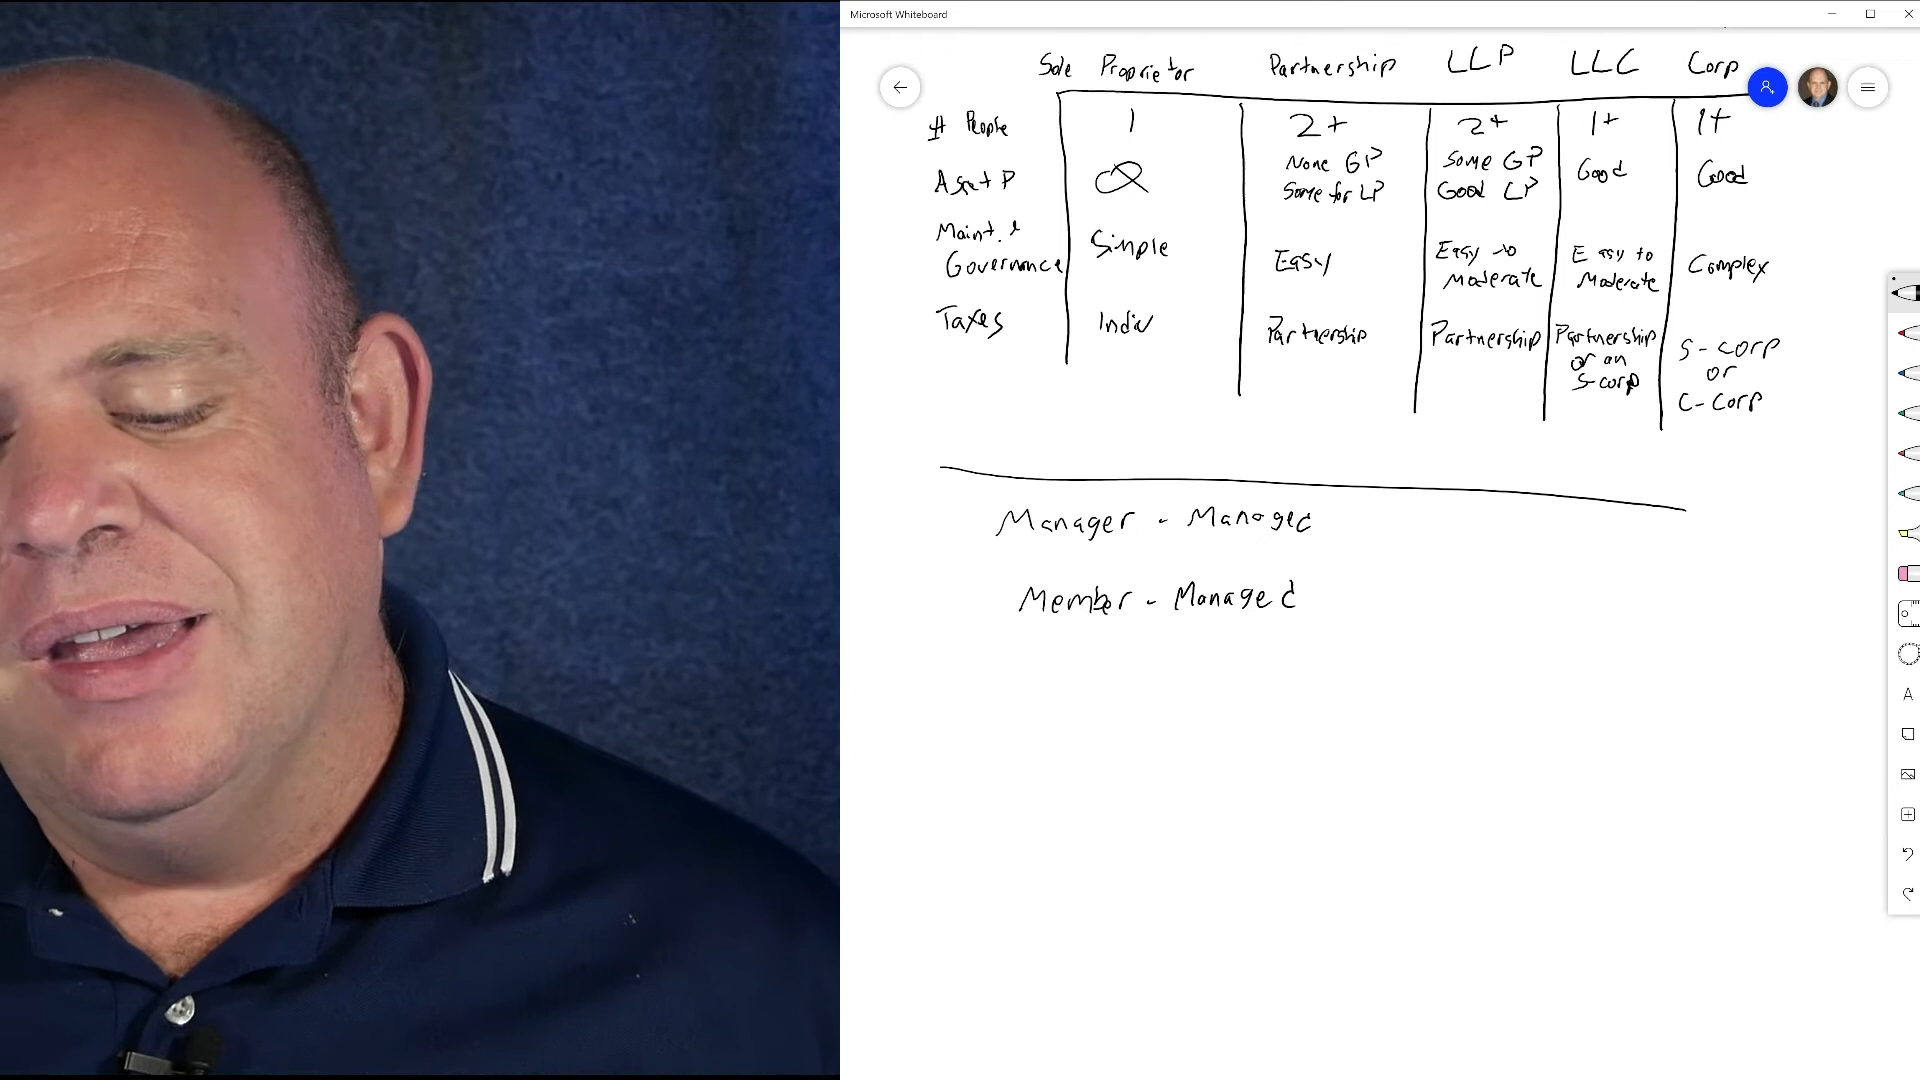 Microsoft Whiteboard
Sole Proprietor Partnership LLP LLC Corp
# People 1 2+ 2+ 1+ 1+
Asset P None GP Some GP Good Good
Some for LP Good LP
Maint. & Simple Easy Easy to Easy to Complex
Governance Moderate Moderate
Taxes Indiv Partnership Partnership Partnership S-corp
or an or
S-corp C-corp
Manager - Managed
Member - Managed
A